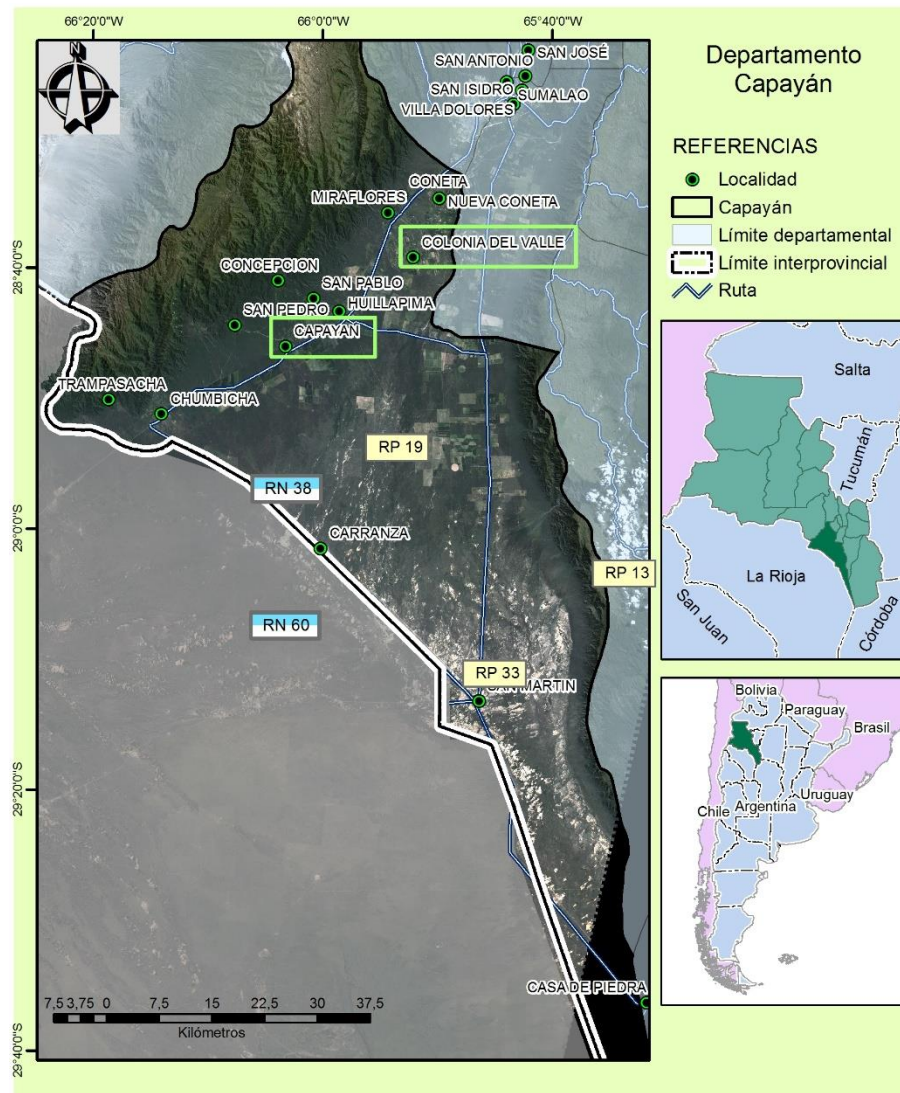 66°20'0"W
66°0'0"W
65°40'0"W
N
SAN ANTONIO
SAN JOSÉ
SAN ISIDRO
SUMALAO
VILLA DOLORES
CONETA
MIRAFLORES
NUEVA CONETA
COLONIA DEL VALLE
28°40'0"S
CONCEPCION
SAN PABLO
SAN PEDRO
HUILLAPIMA
CAPAYAN
TRAMPASACHA
CHUMBICHA
RP 19
RN 38
29°0'0"S
CARRANZA
RP 13
RN 60
RP 33
SAN MARTIN
29°20'0"S
CASA DE PIEDRA
7,5 3,75 0 7,5 15 22,5 30 37,5
Kilómetros
29°40'0"S
Departamento
Capayán
REFERENCIAS
Localidad
Capayán
Límite departamental
Límite interprovincial
Ruta
Salta
Tucumán
La Rioja
San Juan
Córdoba
Bolivia
Paraguay
Brasil
Uruguay
Argentina
Chile